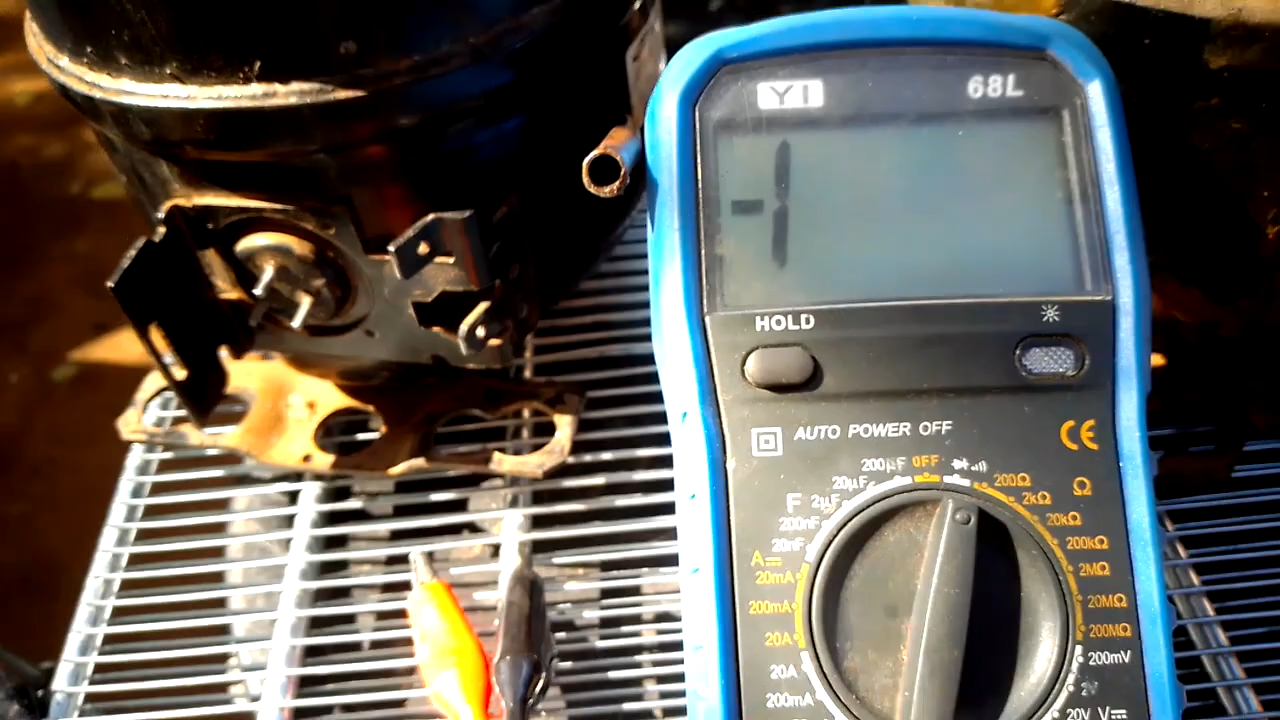 YI 68L
-1
HOLD
AUTO POWER OFF CE
200µF OFF 200Ω
20µF 2kΩ Ω
F 2µF 20kΩ
200nF 200kΩ
20nF 2MΩ
A
20mA 20MΩ
200mA 200MΩ
20A 200mV
20A 2V
200mA 20V V